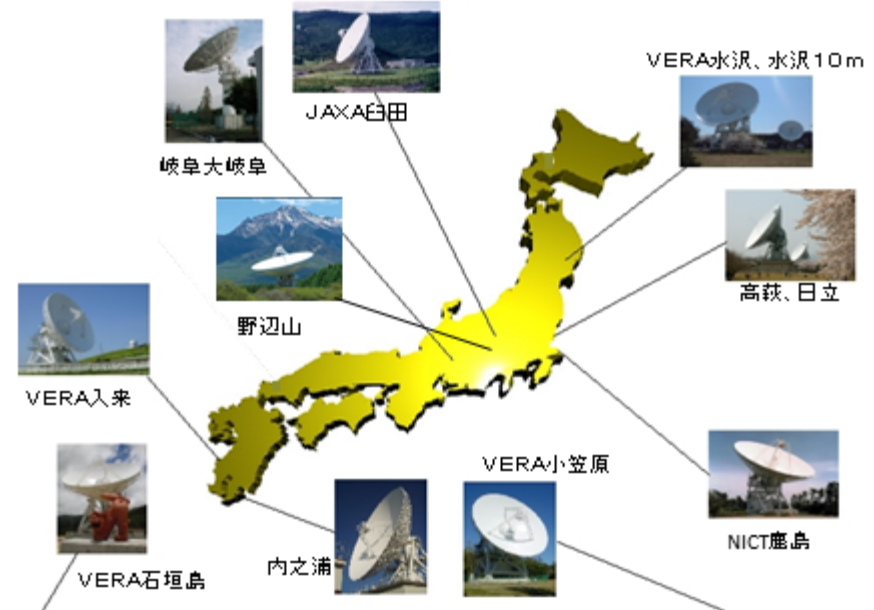 VERA水沢、水沢10m
JAXA臼田
岐阜大岐阜
高萩、日立
野辺山
VERA入来
VERA小笠原
NICT鹿島
内之浦
VERA石垣島